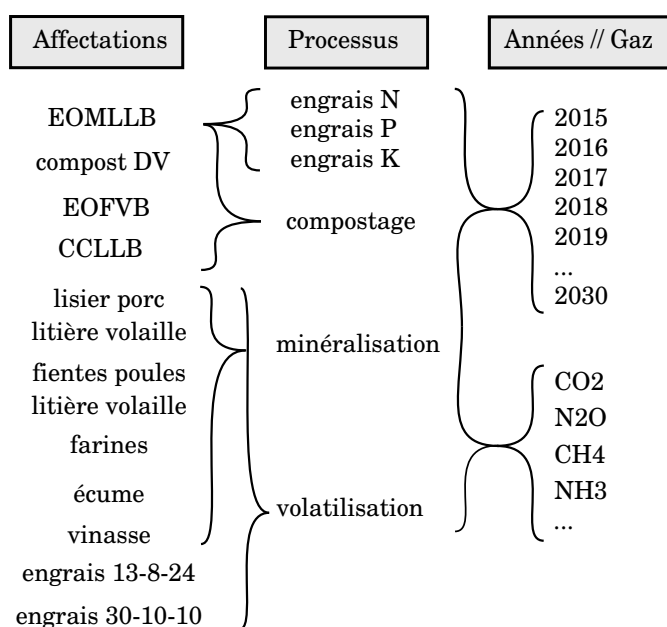 Affectations
EOMLLB
compost DV
EOFVB
CCLLB
lisier porc
litière volaille
fientes poules
litière volaille
farines
écume
vinasse
engrais 13-8-24
engrais 30-10-10
Processus
engrais N
engrais P
engrais K
compostage
minéralisation
volatilisation
Années // Gaz
2015
2016
2017
2018
2019
...
2030
CO2
N2O
CH4
NH3
...